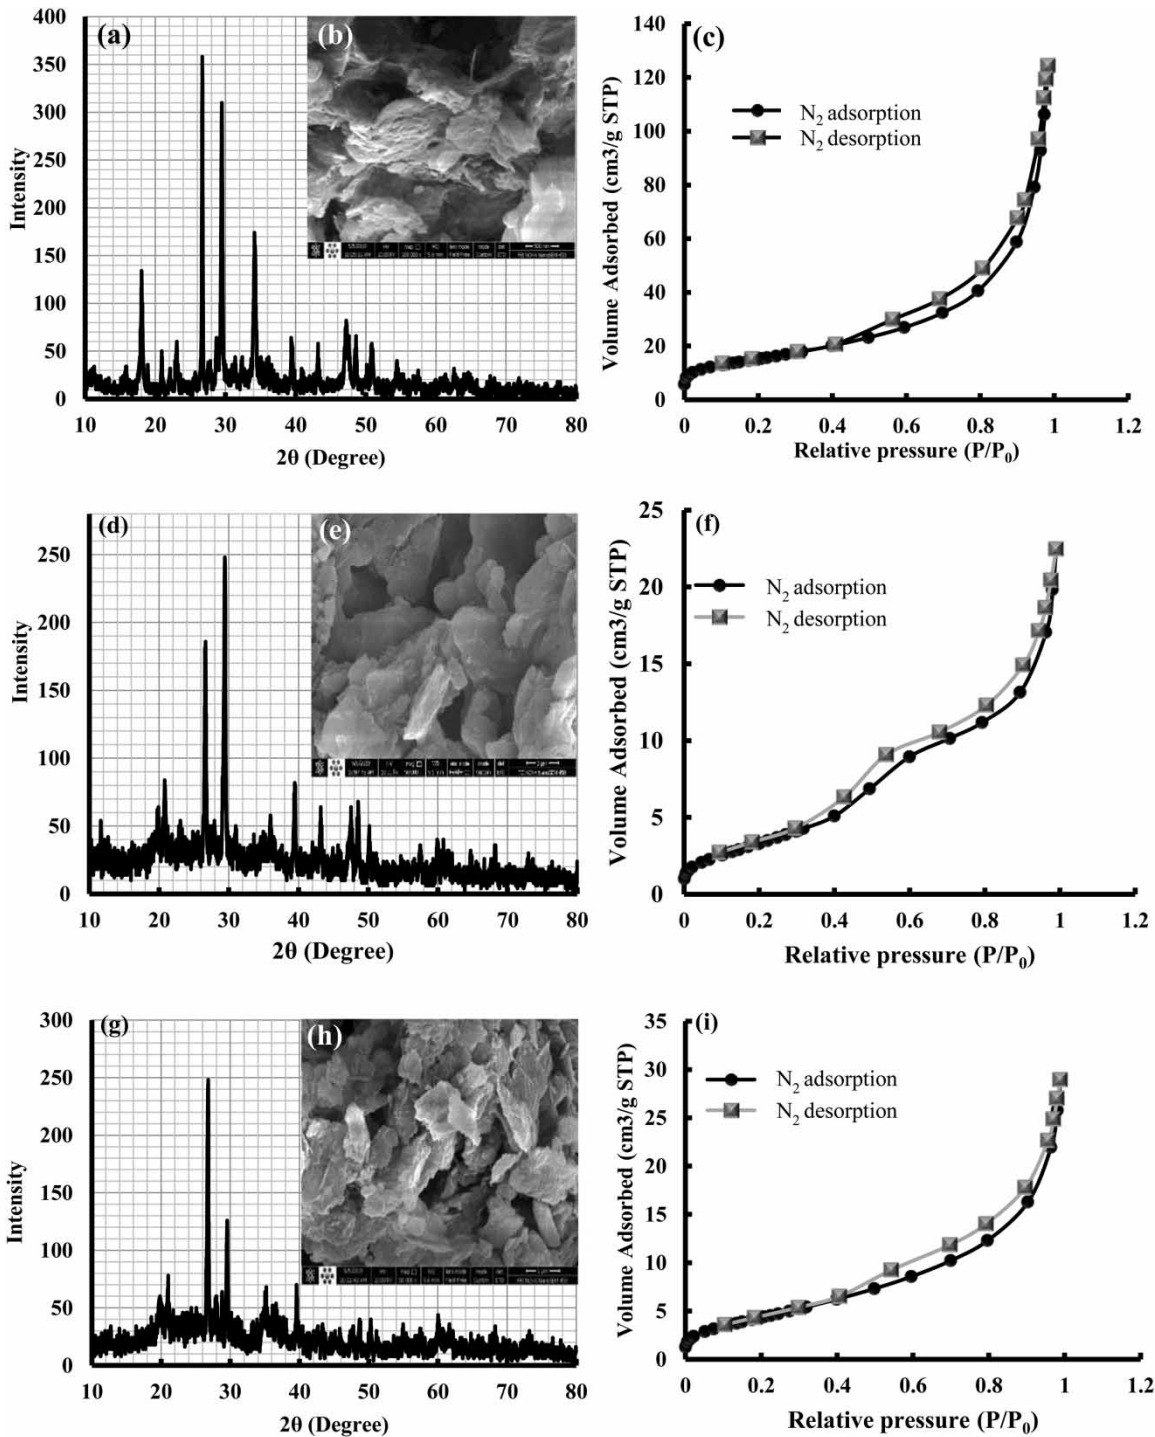 (a)
400
350
300
250
200
150
100
50
0
Intensity
10 20 30 40 50 60 70 80
2θ (Degree)
(b)
(c)
140
120
100
80
60
40
20
0
Volume Adsorbed (cm3/g STP)
N2 adsorption
N2 desorption
0 0.2 0.4 0.6 0.8 1 1.2
Relative pressure (P/P0)
(d)
250
200
150
100
50
0
Intensity
10 20 30 40 50 60 70 80
2θ (Degree)
(e)
(f)
25
20
15
10
5
0
Volume Adsorbed (cm3/g STP)
N2 adsorption
N2 desorption
0 0.2 0.4 0.6 0.8 1 1.2
Relative pressure (P/P0)
(g)
300
250
200
150
100
50
0
Intensity
10 20 30 40 50 60 70 80
2θ (Degree)
(h)
(i)
35
30
25
20
15
10
5
0
Volume Adsorbed (cm3/g STP)
N2 adsorption
N2 desorption
0 0.2 0.4 0.6 0.8 1 1.2
Relative pressure (P/P0)